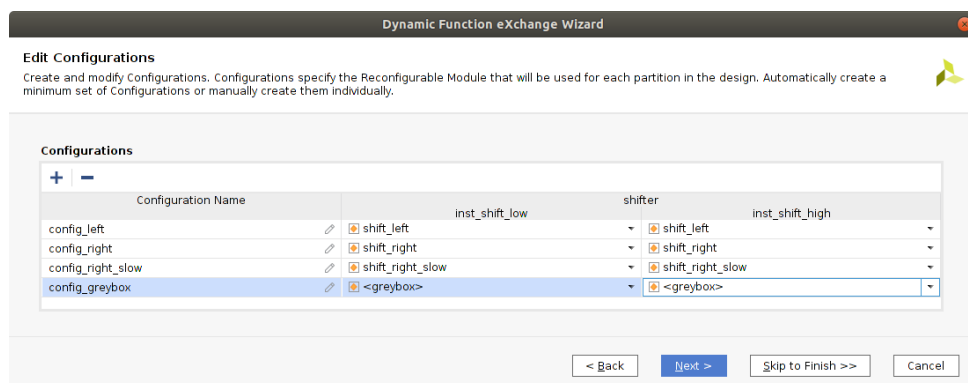 Dynamic Function eXchange Wizard
Edit Configurations
Create and modify Configurations. Configurations specify the Reconfigurable Module that will be used for each partition in the design. Automatically create a
minimum set of Configurations or manually create them individually.
Configurations
Configuration Name shifter
inst_shift_low inst_shift_high
config_left shift_left shift_left
config_right shift_right shift_right
config_right_slow shift_right_slow shift_right_slow
config_greybox <greybox> <greybox>
< Back Next > Skip to Finish >> Cancel